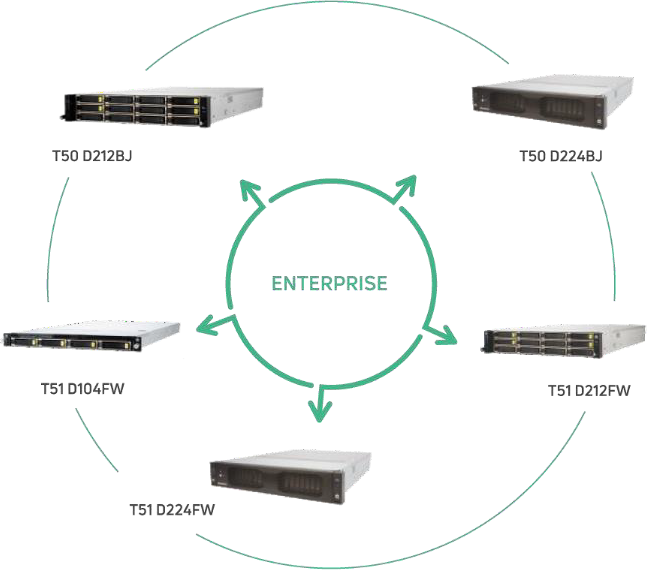 T50 D212BJ
T50 D224BJ
ENTERPRISE
T51 D104FW
T51 D212FW
T51 D224FW